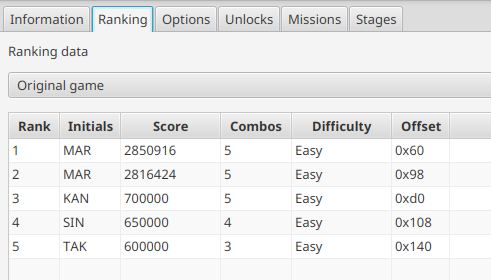 Information Ranking Options Unlocks Missions Stages
Ranking data
Original game
Rank Initials Score Combos Difficulty Offset
1 MAR 2850916 5 Easy 0x60
2 MAR 2816424 5 Easy 0x98
3 KAN 700000 5 Easy 0xd0
4 SIN 650000 4 Easy 0x108
5 TAK 600000 3 Easy 0x140